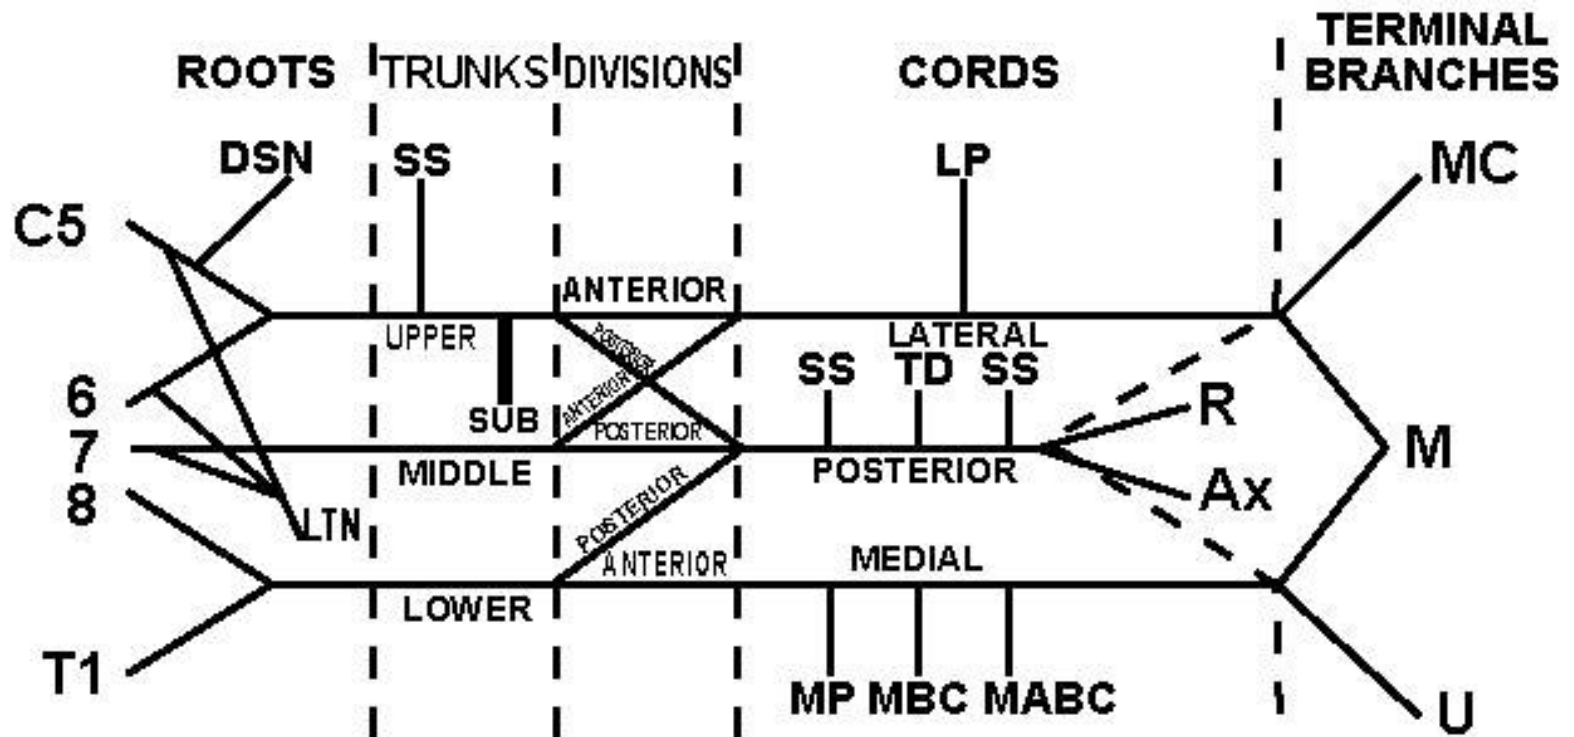 TERMINAL
BRANCHES
ROOTS TRUNKS DIVISIONS CORDS
DSN SS LP MC
C5
ANTERIOR
UPPER POSTERIOR LATERAL
SS TD SS
6 SUB ANTERIOR R
7 POSTERIOR M
MIDDLE POSTERIOR
8 POSTERIOR Ax
LTN
ANTERIOR MEDIAL
LOWER
T1
MP MBC MABC U